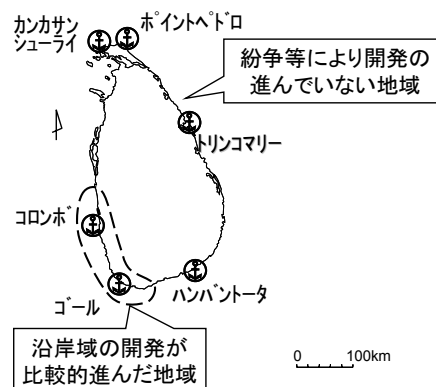 カンカサン
シューライ
ポイントペドロ
紛争等により開発の
進んでいない地域
トリンコマリー
コロンボ
ゴール
ハンバントータ
沿岸域の開発が
比較的進んだ地域
0 100km